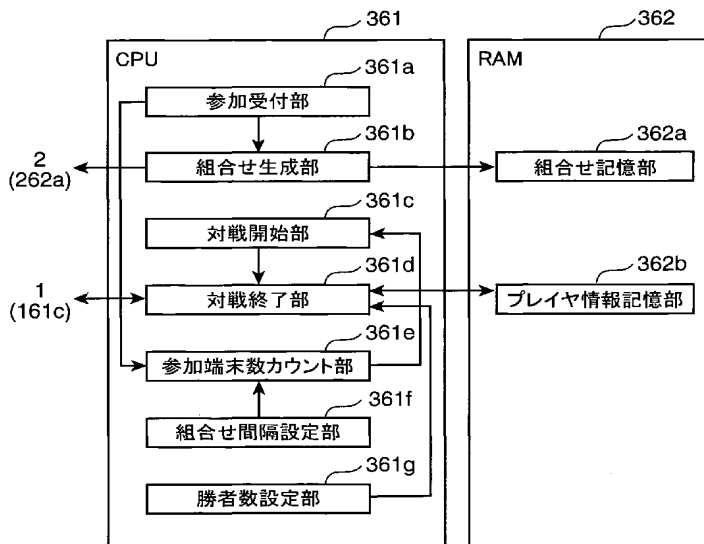 361
362
CPU
RAM
361a
参加受付部
361b
362a
2
(262a)
組合せ生成部
組合せ記憶部
361c
対戦開始部
361d
362b
1
(161c)
対戦終了部
プレイヤ情報記憶部
361e
参加端末数カウント部
361f
組合せ間隔設定部
361g
勝者数設定部